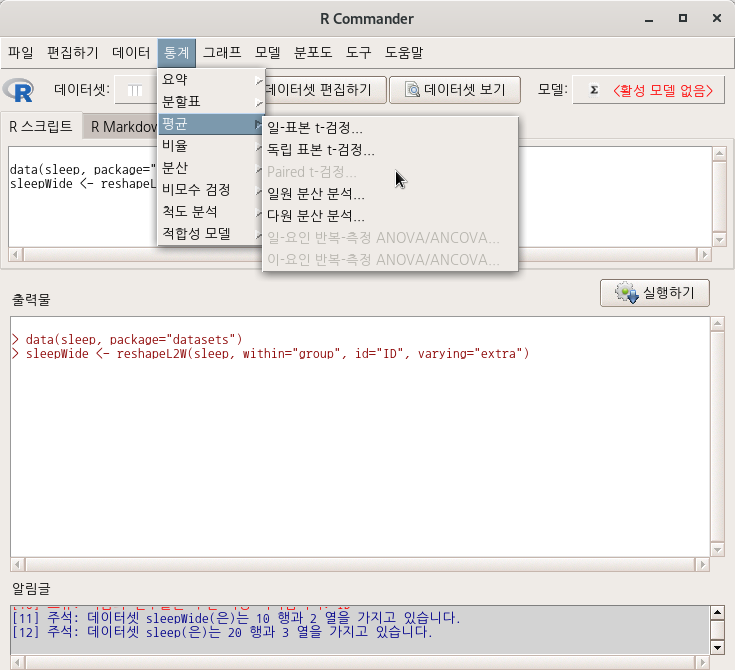 R Commander
파일 편집하기 데이터 통계 그래프 모델 분포도 도구 도움말
R 데이터셋: 데이터셋 편집하기 데이터셋 보기 모델: Σ <활성 모델 없음>
요약
분할표
평균
비율
분산
비모수 검정
척도 분석
적합성 모델
일-표본 t-검정...
독립 표본 t-검정...
Paired t-검정...
일원 분산 분석...
다원 분산 분석...
일-요인 반복-측정 ANOVA/ANCOVA...
이-요인 반복-측정 ANOVA/ANCOVA...
R 스크립트 R Markdow
data(sleep, package="
sleepWide <- reshapeL
출력물 실행하기
> data(sleep, package="datasets")
> sleepWide <- reshapeL2W(sleep, within="group", id="ID", varying="extra")
알림글
[11] 주석: 데이터셋 sleepWide(은)는 10 행과 2 열을 가지고 있습니다.
[12] 주석: 데이터셋 sleep(은)는 20 행과 3 열을 가지고 있습니다.